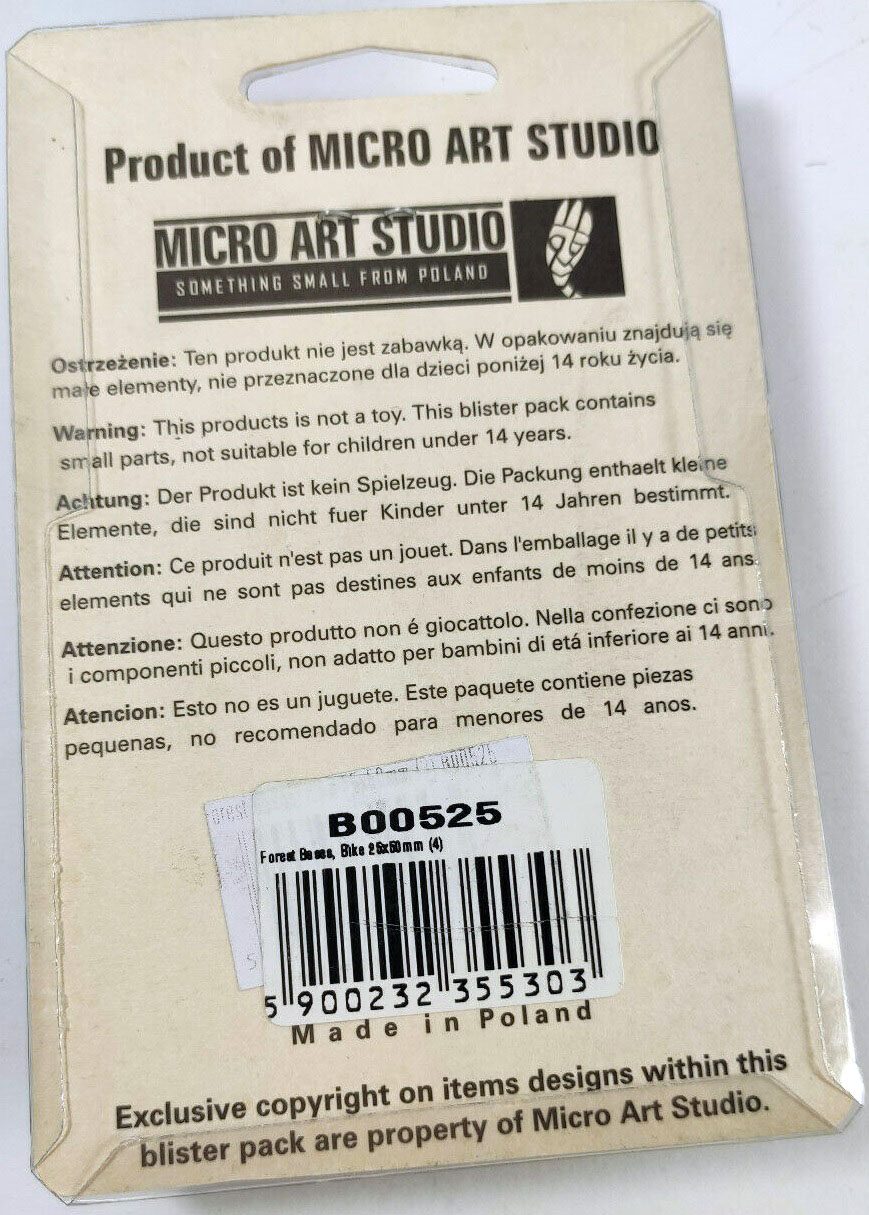 Product of MICRO ART STUDIO
MICRO ART STUDIO
SOMETHING SMALL FROM POLAND
Ostrzeżenie: Ten produkt nie jest zabawką. W opakowaniu znajdują się
małe elementy, nie przeznaczone dla dzieci poniżej 14 roku życia.
Warning: This products is not a toy. This blister pack contains
small parts, not suitable for children under 14 years.
Achtung: Der Produkt ist kein Spielzeug. Die Packung enthaelt kleine
Elemente, die sind nicht fuer Kinder unter 14 Jahren bestimmt.
Attention: Ce produit n'est pas un jouet. Dans l'emballage il y a de petits
elements qui ne sont pas destines aux enfants de moins de 14 ans.
Attenzione: Questo produtto non é giocattolo. Nella confezione ci sono
i componenti piccoli, non adatto per bambini di etá inferiore ai 14 anni.
Atencion: Esto no es un juguete. Este paquete contiene piezas
pequenas, no recomendado para menores de 14 anos.
B00525
B00525
Forest Bases, Bike 25x50mm (4)
5 900232 355303
Made in Poland
Exclusive copyright on items designs within this
blister pack are property of Micro Art Studio.